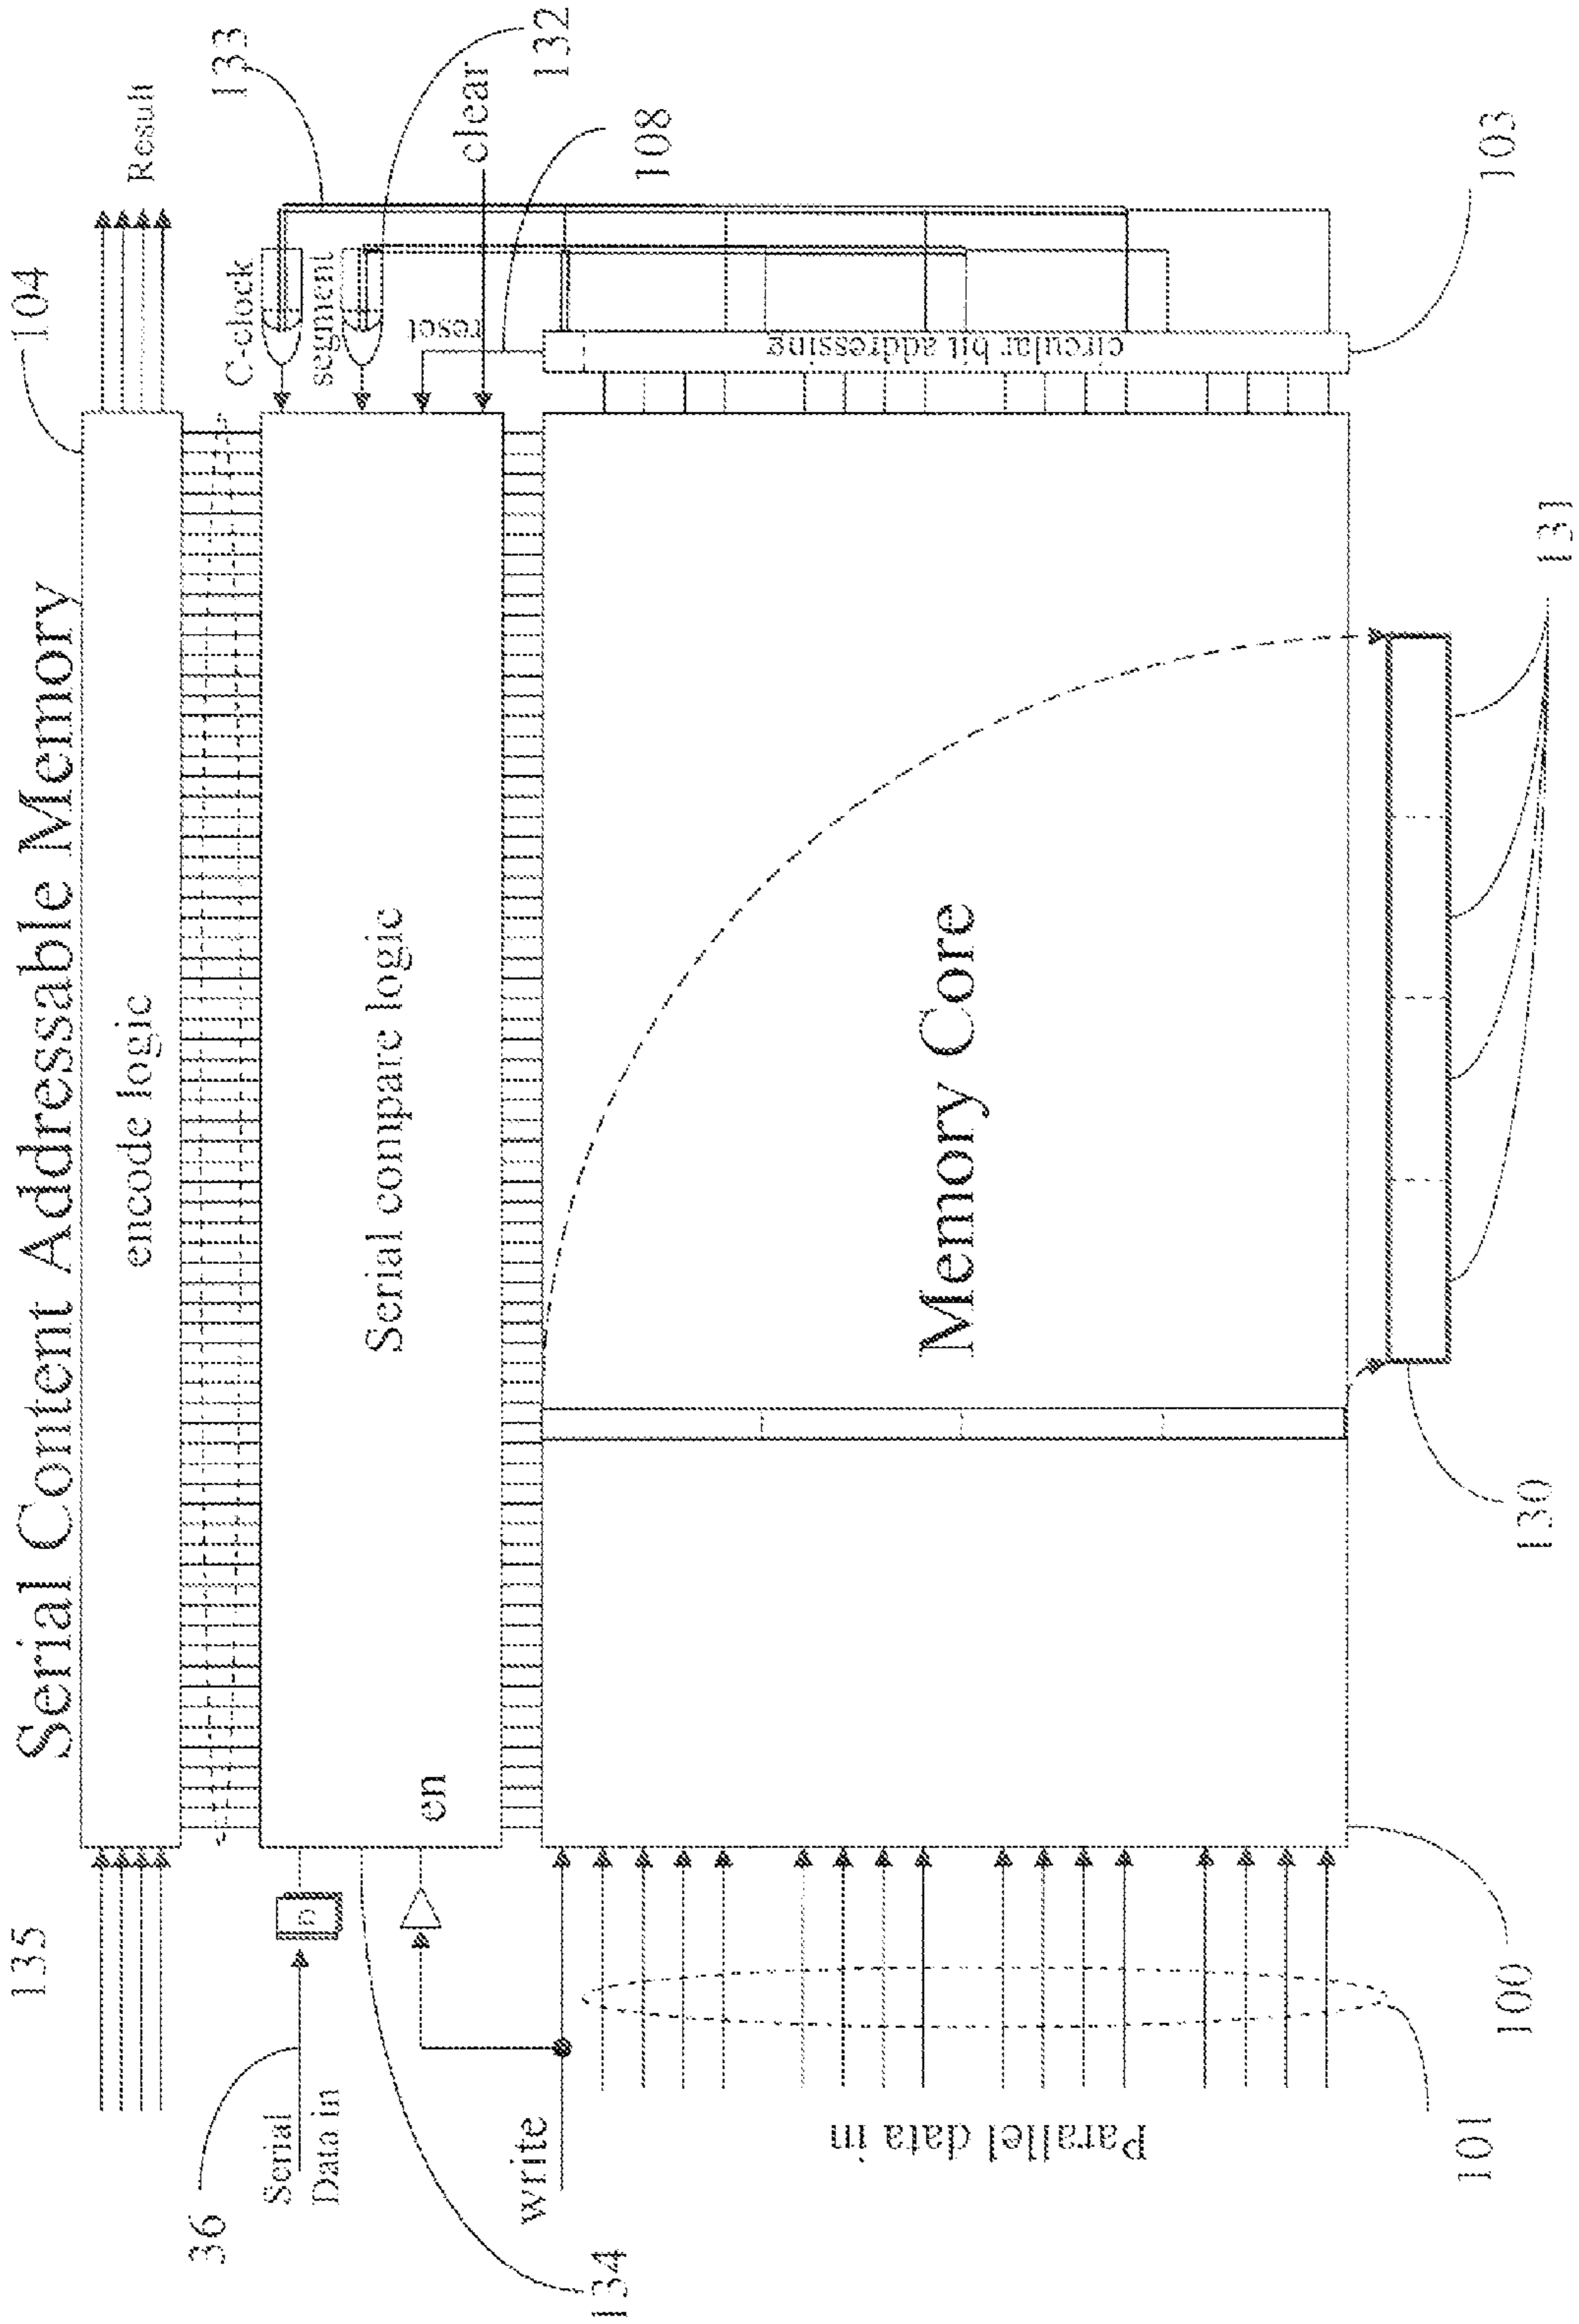 Serial Content Addressable Memory
135
104
encode logic
Result
36
Serial
Data in
D
C-clock
133
segment
132
Serial compare logic
134
en
reset
clear
write
108
Parallel data in
Memory Core
circular bit addressing
101
100
103
130
131